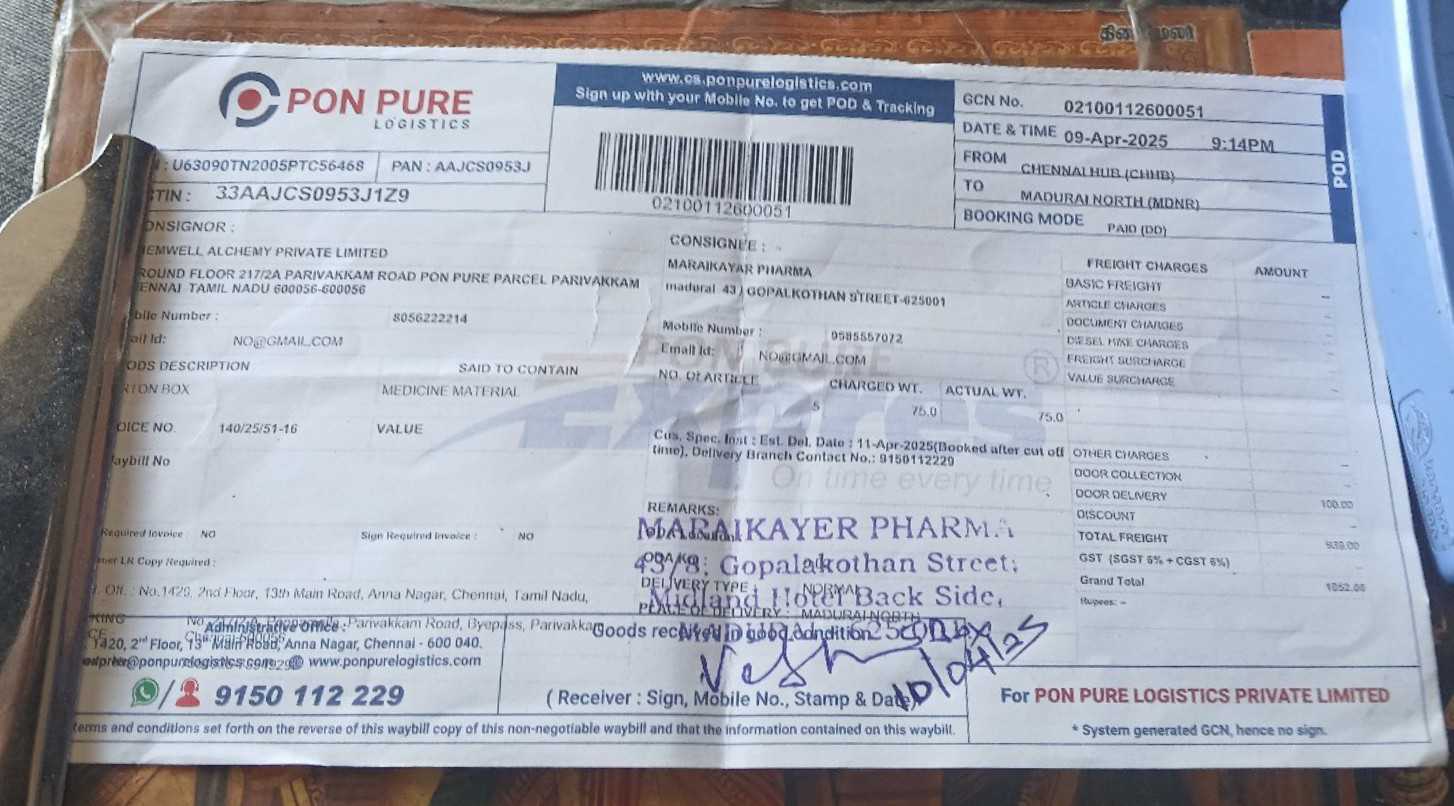 தினமலர்
PON PURE
LOGISTICS
www.cs.ponpurelogistics.com
Sign up with your Mobile No. to get POD & Tracking
: U63090TN2005PTC56468 PAN : AAJCS0953J
TIN : 33AAJCS0953J1Z9
02100112600051
GCN No. 02100112600051
DATE & TIME 09-Apr-2025 9:14PM
FROM CHENNAI HUB (CHHB)
TO MADURAI NORTH (MDNR)
BOOKING MODE PAID (DD)
POD
ONSIGNOR :
EMWELL ALCHEMY PRIVATE LIMITED
ROUND FLOOR 217/2A PARIVAKKAM ROAD PON PURE PARCEL PARIVAKKAM
ENNAI TAMIL NADU 600056-600056
bile Number : 8056222214
ail Id: NO@GMAIL.COM
ODS DESCRIPTION SAID TO CONTAIN
RTON BOX MEDICINE MATERIAL
OICE NO. 140/25/51-16 VALUE
aybill No
Required Invoice NO Sign Required Invoice : NO
mer LR Copy Required :
. Off. : No.1420, 2nd Floor, 13th Main Road, Anna Nagar, Chennai, Tamil Nadu,
CONSIGNEE :
MARAIKAYAR PHARMA
madurai 43 ) GOPALKOTHAN STREET-625001
Mobile Number : 9585557072
Email Id: NO@GMAIL.COM
NO. OF ARTICLE CHARGED WT. ACTUAL WT.
5 75.0 75.0
PON PURE
Expres ®
On time every time
Cus. Spec. Inst : Est. Del. Date : 11-Apr-2025(Booked after cut off
time), Delivery Branch Contact No.: 9150112229
REMARKS:
MARAIKAYER PHARMA
Gopalakothan Street,
DELIVERY TYPE : NORMAL
Midland Hotel Back Side,
PLACE OF DELIVERY : MADURAI NORTH
FREIGHT CHARGES AMOUNT
BASIC FREIGHT –
ARTICLE CHARGES -
DOCUMENT CHARGES -
DIESEL HIKE CHARGES -
FREIGHT SURCHARGE -
VALUE SURCHARGE -
OTHER CHARGES –
DOOR COLLECTION –
DOOR DELIVERY 100.00
DISCOUNT –
TOTAL FREIGHT 939.00
GST (SGST 6% + CGST 6%)
Grand Total 1052.00
Rupees: –
KING Parivakkam Road, Byepass, Parivakkam
Administrative Office :
1420, 2nd Floor, 13th Main Road, Anna Nagar, Chennai - 600 040.
@ponpurelogistics.com www.ponpurelogistics.com
9150 112 229
Goods received in good condition
10/04/25
( Receiver : Sign, Mobile No., Stamp & Date)
For PON PURE LOGISTICS PRIVATE LIMITED
* System generated GCN, hence no sign.
terms and conditions set forth on the reverse of this waybill copy of this non-negotiable waybill and that the information contained on this waybill.